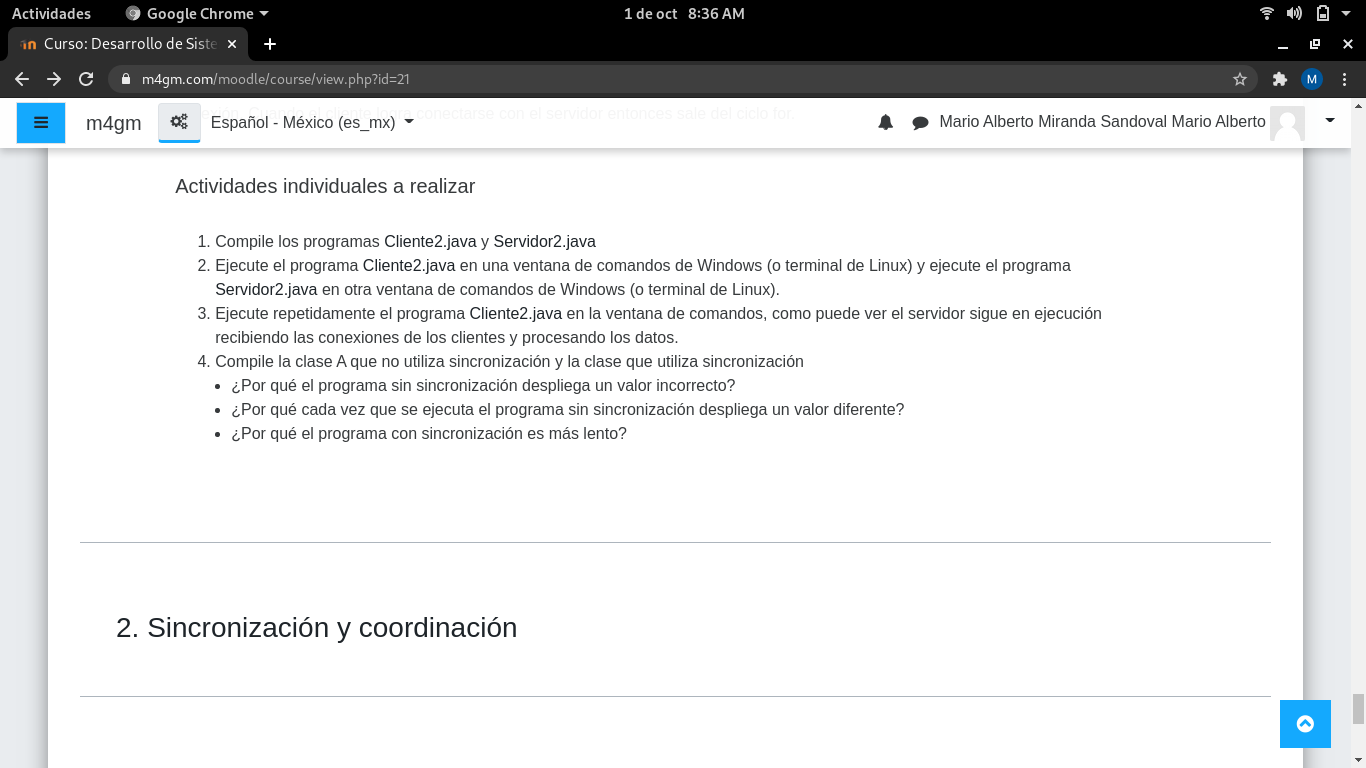 Actividades
Google Chrome
1 de oct 8:36 AM
Curso: Desarrollo de Siste
m4gm.com/moodle/course/view.php?id=21
M
cuando el cliente logra conectarse con el servidor entonces sale del ciclo for.
m4gm
Español - México (es_mx)
Mario Alberto Miranda Sandoval Mario Alberto
Actividades individuales a realizar
1. Compile los programas Cliente2.java y Servidor2.java
2. Ejecute el programa Cliente2.java en una ventana de comandos de Windows (o terminal de Linux) y ejecute el programa
Servidor2.java en otra ventana de comandos de Windows (o terminal de Linux).
3. Ejecute repetidamente el programa Cliente2.java en la ventana de comandos, como puede ver el servidor sigue en ejecución
recibiendo las conexiones de los clientes y procesando los datos.
4. Compile la clase A que no utiliza sincronización y la clase que utiliza sincronización
• ¿Por qué el programa sin sincronización despliega un valor incorrecto?
• ¿Por qué cada vez que se ejecuta el programa sin sincronización despliega un valor diferente?
• ¿Por qué el programa con sincronización es más lento?
2. Sincronización y coordinación